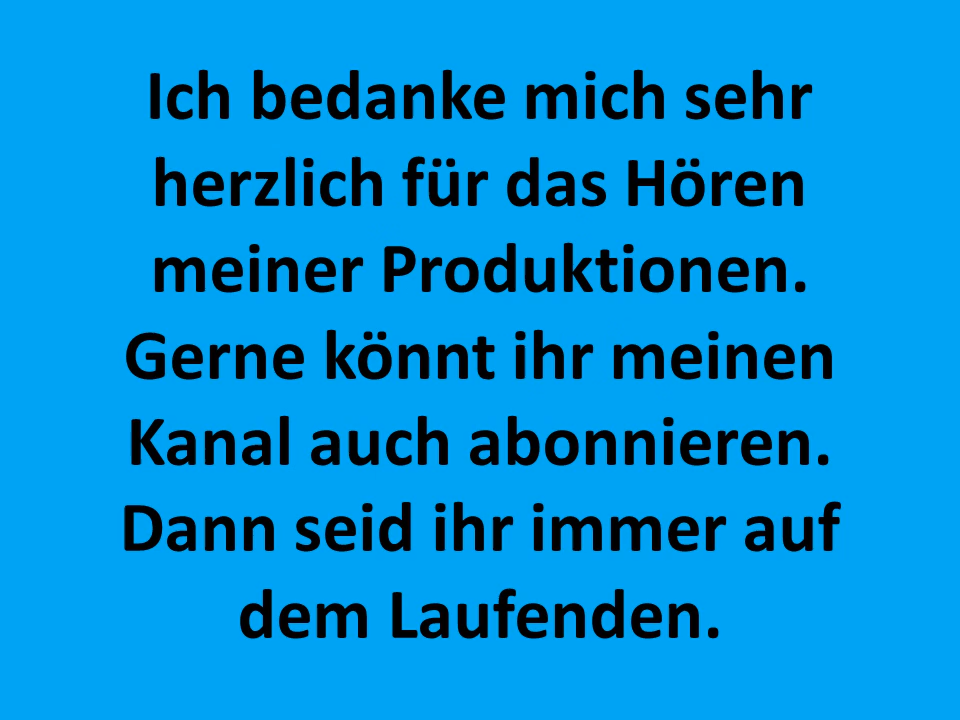 Ich bedanke mich sehr
herzlich für das Hören
meiner Produktionen.
Gerne könnt ihr meinen
Kanal auch abonnieren.
Dann seid ihr immer auf
dem Laufenden.